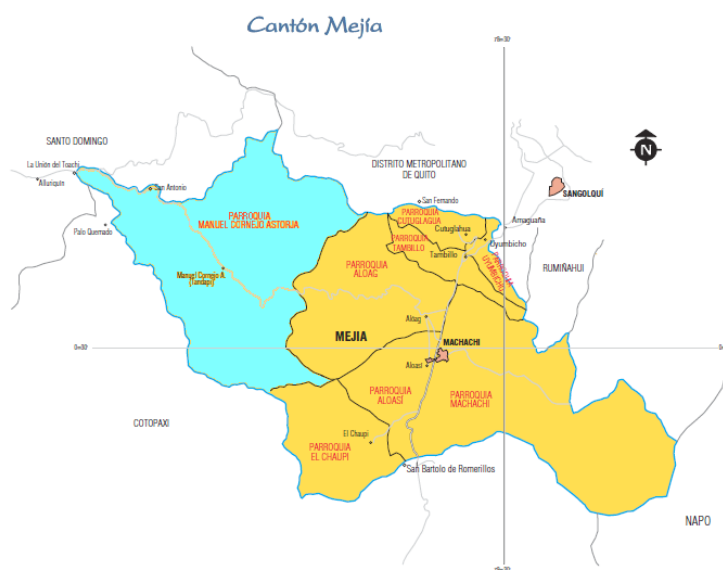 Cantón Mejía
SANTO DOMINGO
La Unión del Toachi
Alluriquín
San Antonio
Palo Quemado
PARROQUIA
MANUEL CORNEJO ASTORJA
Manuel Cornejo A.
(Tandapi)
DISTRITO METROPOLITANO
DE QUITO
San Fernando
PARROQUIA
CUTUGLAGUA
Cutuglahua
PARROQUIA
TAMBILLO
Tambillo
Uyumbicho
PARROQUIA
UYUMBICHO
Amaguaña
SANGOLQUÍ
RUMIÑAHUI
N
PARROQUIA
ALOAG
Aloag
MEJIA
MACHACHI
Aloasí
PARROQUIA
ALOASÍ
PARROQUIA
MACHACHI
El Chaupi
PARROQUIA
EL CHAUPI
San Bartolo de Romerillos
COTOPAXI
NAPO